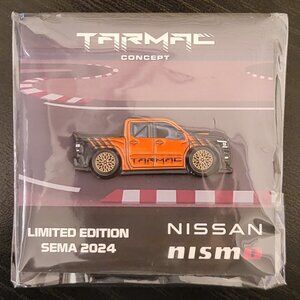 TARMAC
CONCEPT
TARMAC
LIMITED EDITION
SEMA 2024
NISSAN
nismo